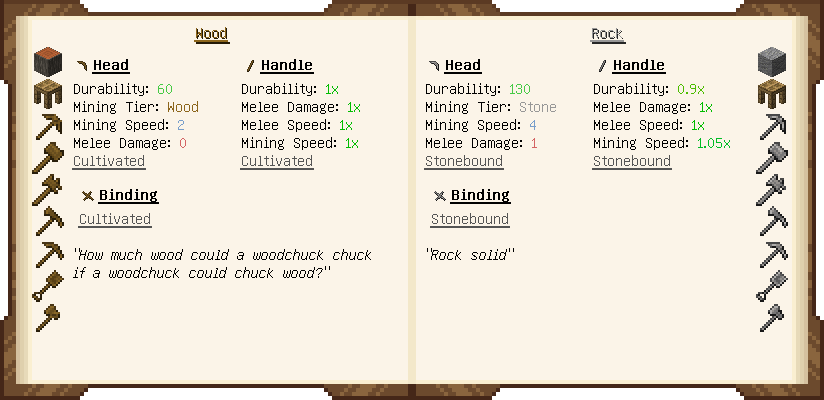 Wood
Head
Durability: 60
Mining Tier: Wood
Mining Speed: 2
Melee Damage: 0
Cultivated
Handle
Durability: 1x
Melee Damage: 1x
Melee Speed: 1x
Mining Speed: 1x
Cultivated
Binding
Cultivated
"How much wood could a woodchuck chuck
if a woodchuck could chuck wood?"
Rock
Head
Durability: 130
Mining Tier: Stone
Mining Speed: 4
Melee Damage: 1
Stonebound
Handle
Durability: 0.9x
Melee Damage: 1x
Melee Speed: 1x
Mining Speed: 1.05x
Stonebound
Binding
Stonebound
"Rock solid"